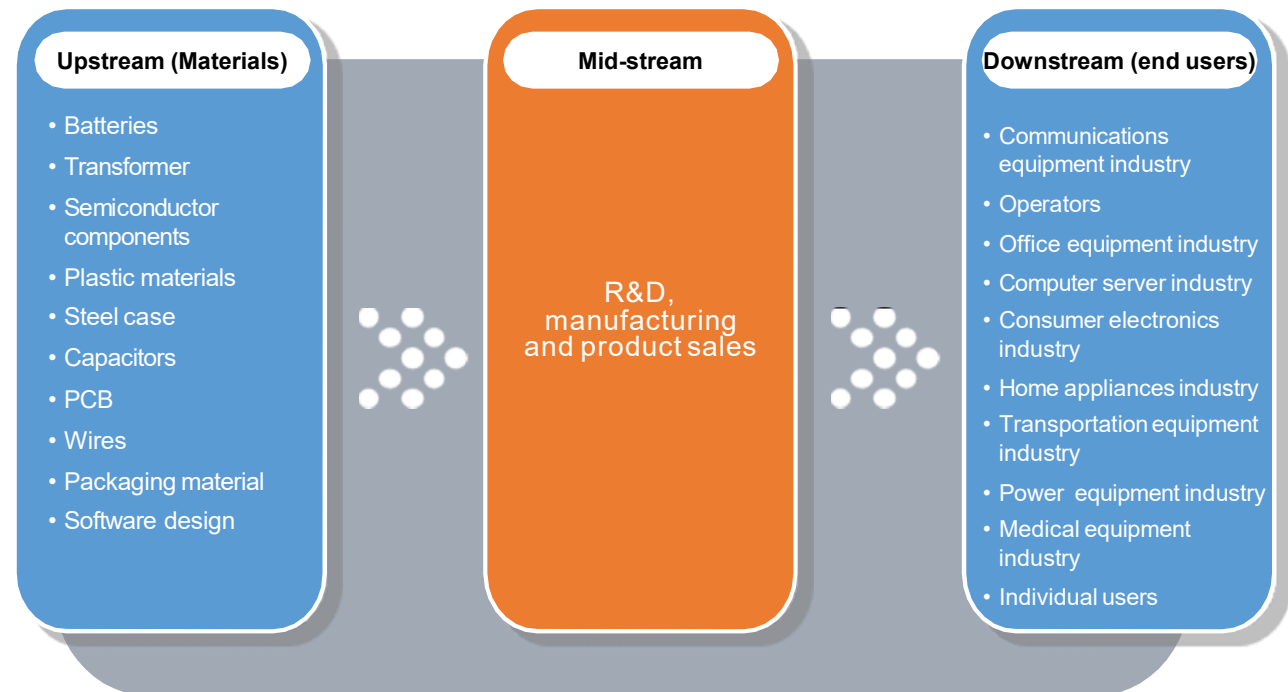 Upstream (Materials)
• Batteries
• Transformer
• Semiconductor
components
• Plastic materials
• Steel case
• Capacitors
• PCB
• Wires
• Packaging material
• Software design
Mid-stream
R&D,
manufacturing
and product sales
Downstream (end users)
• Communications
equipment industry
• Operators
• Office equipment industry
• Computer server industry
• Consumer electronics
industry
• Home appliances industry
• Transportation equipment
industry
• Power equipment industry
• Medical equipment
industry
• Individual users